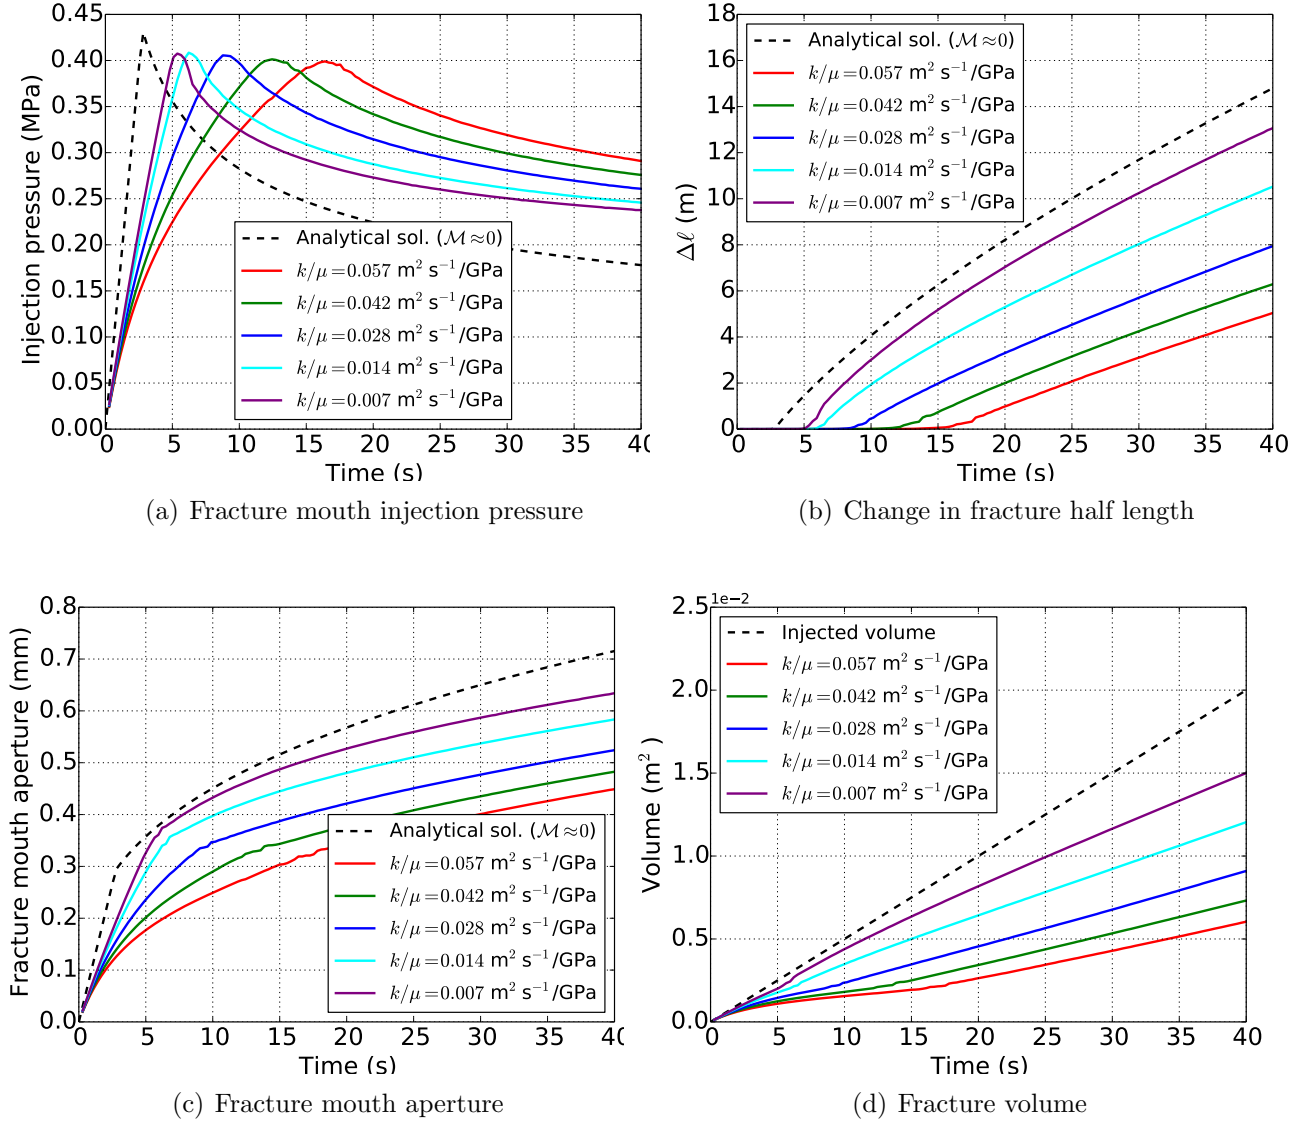 0.45
0.40
0.35
0.30
0.25
0.20
0.15
0.10
0.05
0.00
Injection pressure (MPa)
Analytical sol. (ℳ≈0)
k/μ=0.057 m² s⁻¹/GPa
k/μ=0.042 m² s⁻¹/GPa
k/μ=0.028 m² s⁻¹/GPa
k/μ=0.014 m² s⁻¹/GPa
k/μ=0.007 m² s⁻¹/GPa
0 5 10 15 20 25 30 35 40
Time (s)
(a) Fracture mouth injection pressure
18
16
14
12
10
8
6
4
2
0
Δℓ (m)
Analytical sol. (ℳ≈0)
k/μ=0.057 m² s⁻¹/GPa
k/μ=0.042 m² s⁻¹/GPa
k/μ=0.028 m² s⁻¹/GPa
k/μ=0.014 m² s⁻¹/GPa
k/μ=0.007 m² s⁻¹/GPa
0 5 10 15 20 25 30 35 40
Time (s)
(b) Change in fracture half length
0.8
0.7
0.6
0.5
0.4
0.3
0.2
0.1
0.0
Fracture mouth aperture (mm)
Analytical sol. (ℳ≈0)
k/μ=0.057 m² s⁻¹/GPa
k/μ=0.042 m² s⁻¹/GPa
k/μ=0.028 m² s⁻¹/GPa
k/μ=0.014 m² s⁻¹/GPa
k/μ=0.007 m² s⁻¹/GPa
0 5 10 15 20 25 30 35 40
Time (s)
(c) Fracture mouth aperture
1e-2
2.5
2.0
1.5
1.0
0.5
0.0
Volume (m² )
Injected volume
k/μ=0.057 m² s⁻¹/GPa
k/μ=0.042 m² s⁻¹/GPa
k/μ=0.028 m² s⁻¹/GPa
k/μ=0.014 m² s⁻¹/GPa
k/μ=0.007 m² s⁻¹/GPa
0 5 10 15 20 25 30 35 40
Time (s)
(d) Fracture volume